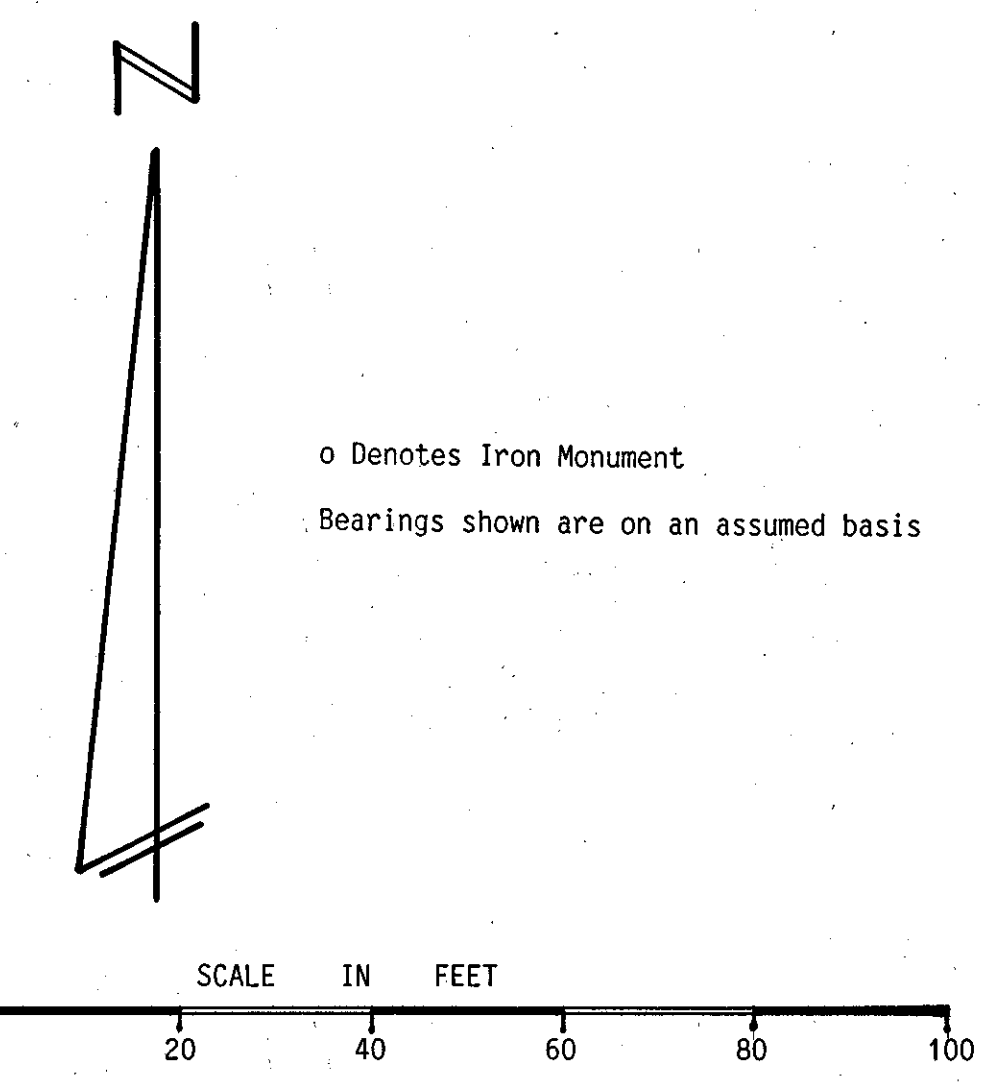 N
o Denotes Iron Monument
Bearings shown are on an assumed basis
SCALE IN FEET
20 40 60 80 100